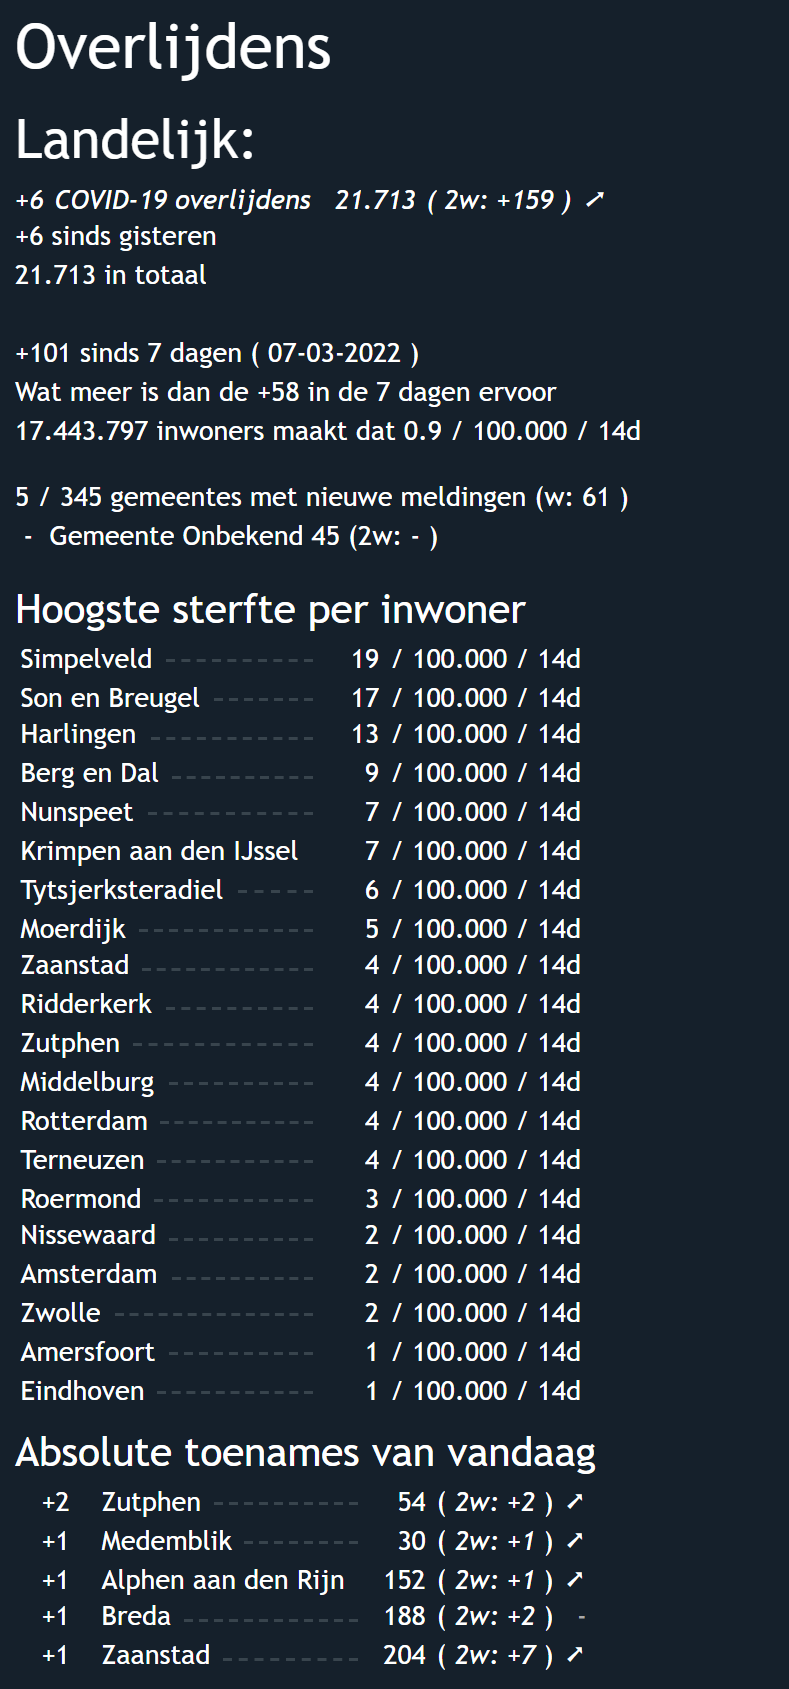 Overlijdens
Landelijk:
+6 COVID-19 overlijdens 21.713 ( 2w: +159 ) ➚
+6 sinds gisteren
21.713 in totaal
+101 sinds 7 dagen ( 07-03-2022 )
Wat meer is dan de +58 in de 7 dagen ervoor
17.443.797 inwoners maakt dat 0.9 / 100.000 / 14d
5 / 345 gemeentes met nieuwe meldingen (w: 61 )
- Gemeente Onbekend 45 (2w: - )
Hoogste sterfte per inwoner
Simpelveld ---------- 19 / 100.000 / 14d
Son en Breugel ------- 17 / 100.000 / 14d
Harlingen ----------- 13 / 100.000 / 14d
Berg en Dal ---------- 9 / 100.000 / 14d
Nunspeet ----------- 7 / 100.000 / 14d
Krimpen aan den IJssel 7 / 100.000 / 14d
Tytsjerksteradiel ----- 6 / 100.000 / 14d
Moerdijk ------------ 5 / 100.000 / 14d
Zaanstad ------------ 4 / 100.000 / 14d
Ridderkerk ---------- 4 / 100.000 / 14d
Zutphen ------------ 4 / 100.000 / 14d
Middelburg ---------- 4 / 100.000 / 14d
Rotterdam ----------- 4 / 100.000 / 14d
Terneuzen ----------- 4 / 100.000 / 14d
Roermond ----------- 3 / 100.000 / 14d
Nissewaard ---------- 2 / 100.000 / 14d
Amsterdam ---------- 2 / 100.000 / 14d
Zwolle -------------- 2 / 100.000 / 14d
Amersfoort ---------- 1 / 100.000 / 14d
Eindhoven ----------- 1 / 100.000 / 14d
Absolute toenames van vandaag
+2 Zutphen ---------- 54 ( 2w: +2 ) ➚
+1 Medemblik -------- 30 ( 2w: +1 ) ➚
+1 Alphen aan den Rijn 152 ( 2w: +1 ) ➚
+1 Breda ------------ 188 ( 2w: +2 ) -
+1 Zaanstad --------- 204 ( 2w: +7 ) ➚